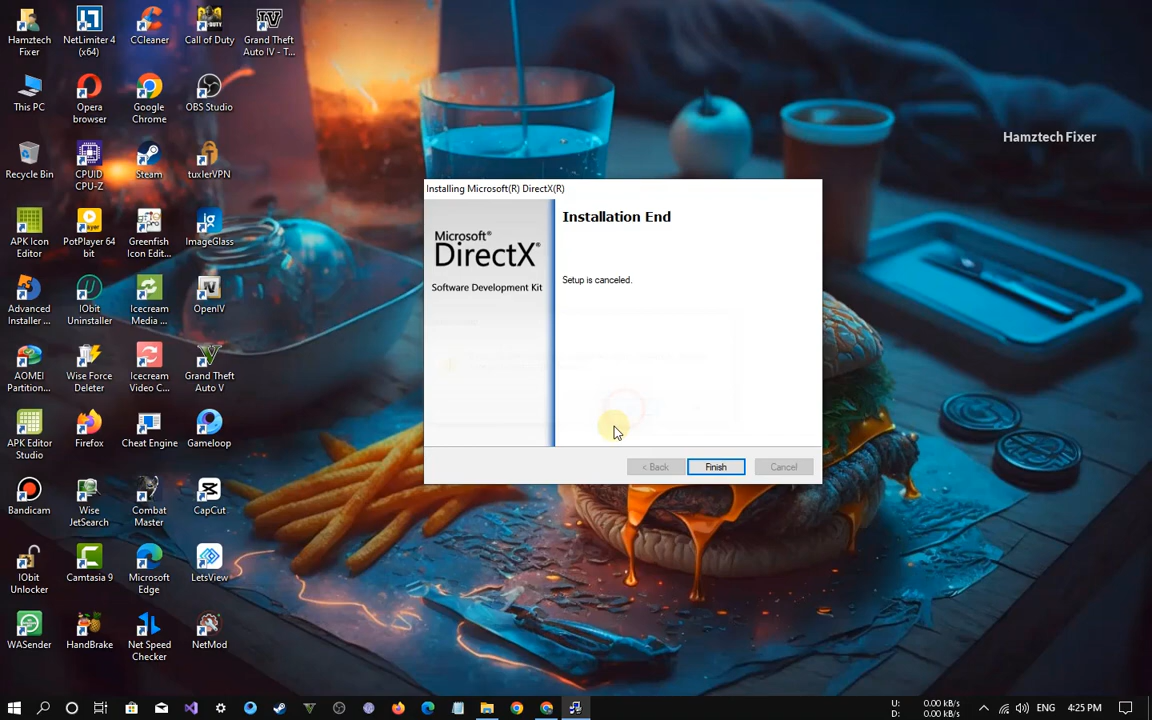 Hamztech
Fixer
NetLimiter 4
(x64)
CCleaner
Call of Duty
Grand Theft
Auto IV - T...
This PC
Opera
browser
Google
Chrome
OBS Studio
Recycle Bin
CPUID
CPU-Z
Steam
tuxlerVPN
APK Icon
Editor
PotPlayer 64
bit
Greenfish
Icon Edit...
ImageGlass
Advanced
Installer ...
IObit
Uninstaller
Icecream
Media ...
OpenIV
AOMEI
Partition...
Wise Force
Deleter
Icecream
Video C...
Grand Theft
Auto V
APK Editor
Studio
Firefox
Cheat Engine
Gameloop
Bandicam
Wise
JetSearch
Combat
Master
CapCut
IObit
Unlocker
Camtasia 9
Microsoft
Edge
LetsView
WASender
HandBrake
Net Speed
Checker
NetMod
Hamztech Fixer
Installing Microsoft(R) DirectX(R)
Microsoft®
DirectX®
Software Development Kit
Installation End
Setup is canceled.
< Back
Finish
Cancel
U: 0.00 kB/s
D: 0.00 kB/s
ENG
4:25 PM